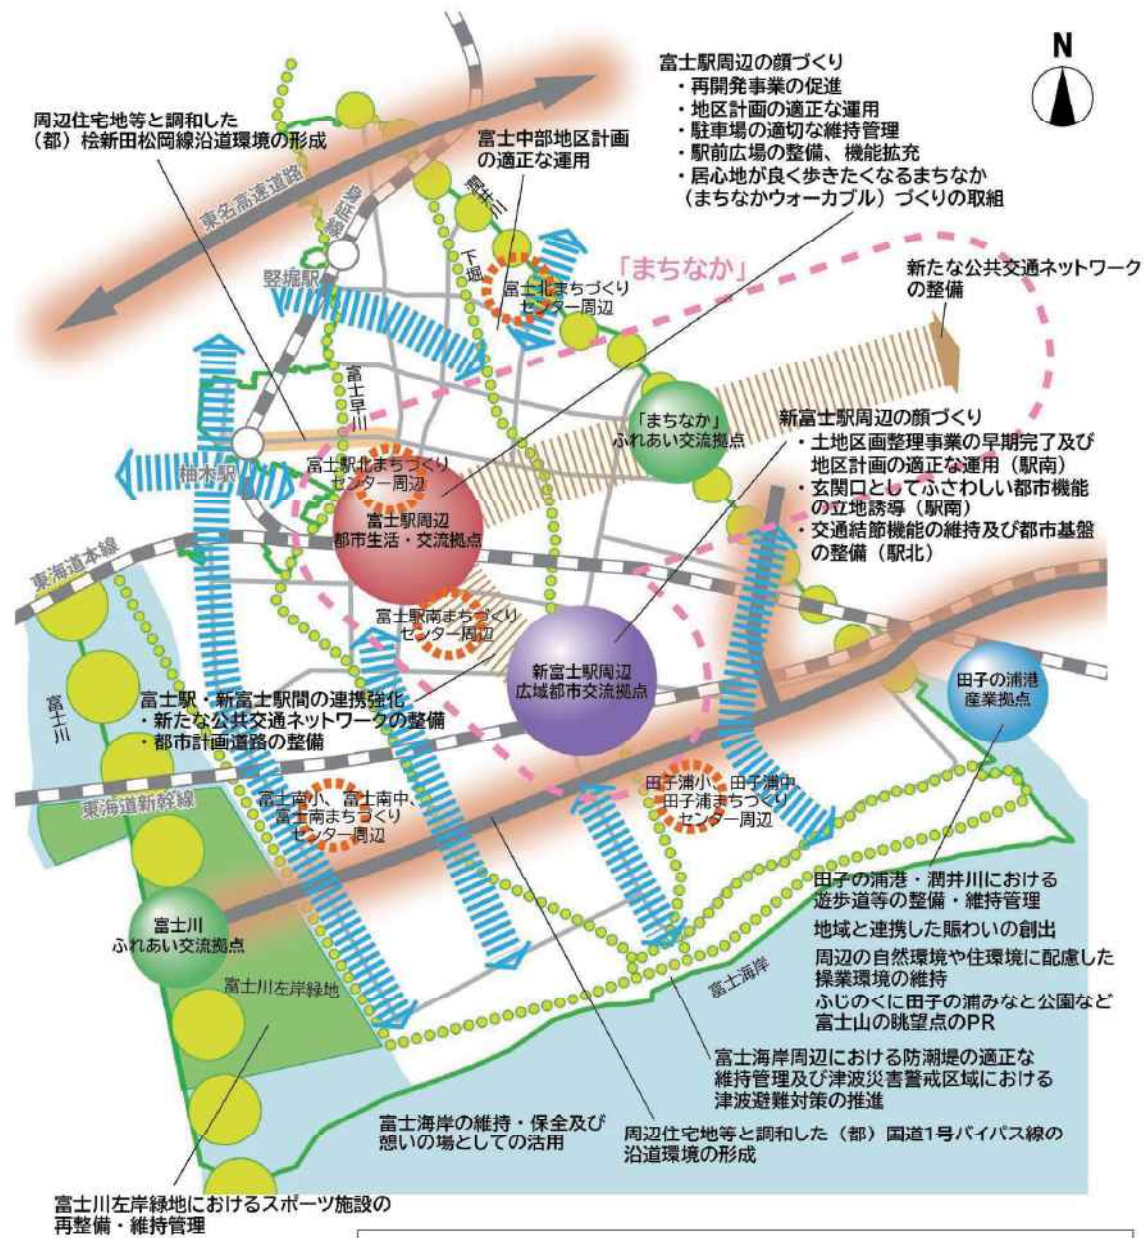 N
富士駅周辺の顔づくり
・再開発事業の促進
・地区計画の適正な運用
・駐車場の適切な維持管理
・駅前広場の整備、機能拡充
・居心地が良く歩きたくなるまちなか
（まちなかウォーカブル）づくりの取組
周辺住宅地等と調和した
（都）桧新田松岡線沿道環境の形成
富士中部地区計画
の適正な運用
東名高速道路
身延線
潤井川
下堀
竪堀駅
「まちなか」
新たな公共交通ネットワーク
の整備
富士北まちづくり
センター周辺
富士早川
「まちなか」
ふれあい交流拠点
新富士駅周辺の顔づくり
・土地区画整理事業の早期完了及び
地区計画の適正な運用（駅南）
・玄関口としてふさわしい都市機能
の立地誘導（駅南）
・交通結節機能の維持及び都市基盤
の整備（駅北）
富士駅北まちづくり
センター周辺
柚木駅
富士駅周辺
都市生活・交流拠点
東海道本線
富士駅南まちづくり
センター周辺
新富士駅周辺
広域都市交流拠点
田子の浦港
産業拠点
富士川
富士駅・新富士駅間の連携強化
・新たな公共交通ネットワークの整備
・都市計画道路の整備
東海道新幹線
富士南小、富士南中、
富士南まちづくり
センター周辺
田子浦小、田子浦中、
田子浦まちづくり
センター周辺
富士川
ふれあい交流拠点
田子の浦港・潤井川における
遊歩道等の整備・維持管理
地域と連携した賑わいの創出
周辺の自然環境や住環境に配慮した
操業環境の維持
ふじのくに田子の浦みなと公園など
富士山の眺望点のPR
富士川左岸緑地
富士海岸
富士海岸周辺における防潮堤の適正な
維持管理及び津波災害警戒区域における
津波避難対策の推進
富士海岸の維持・保全及び
憩いの場としての活用
周辺住宅地等と調和した（都）国道1号バイパス線の
沿道環境の形成
富士川左岸緑地におけるスポーツ施設の
再整備・維持管理